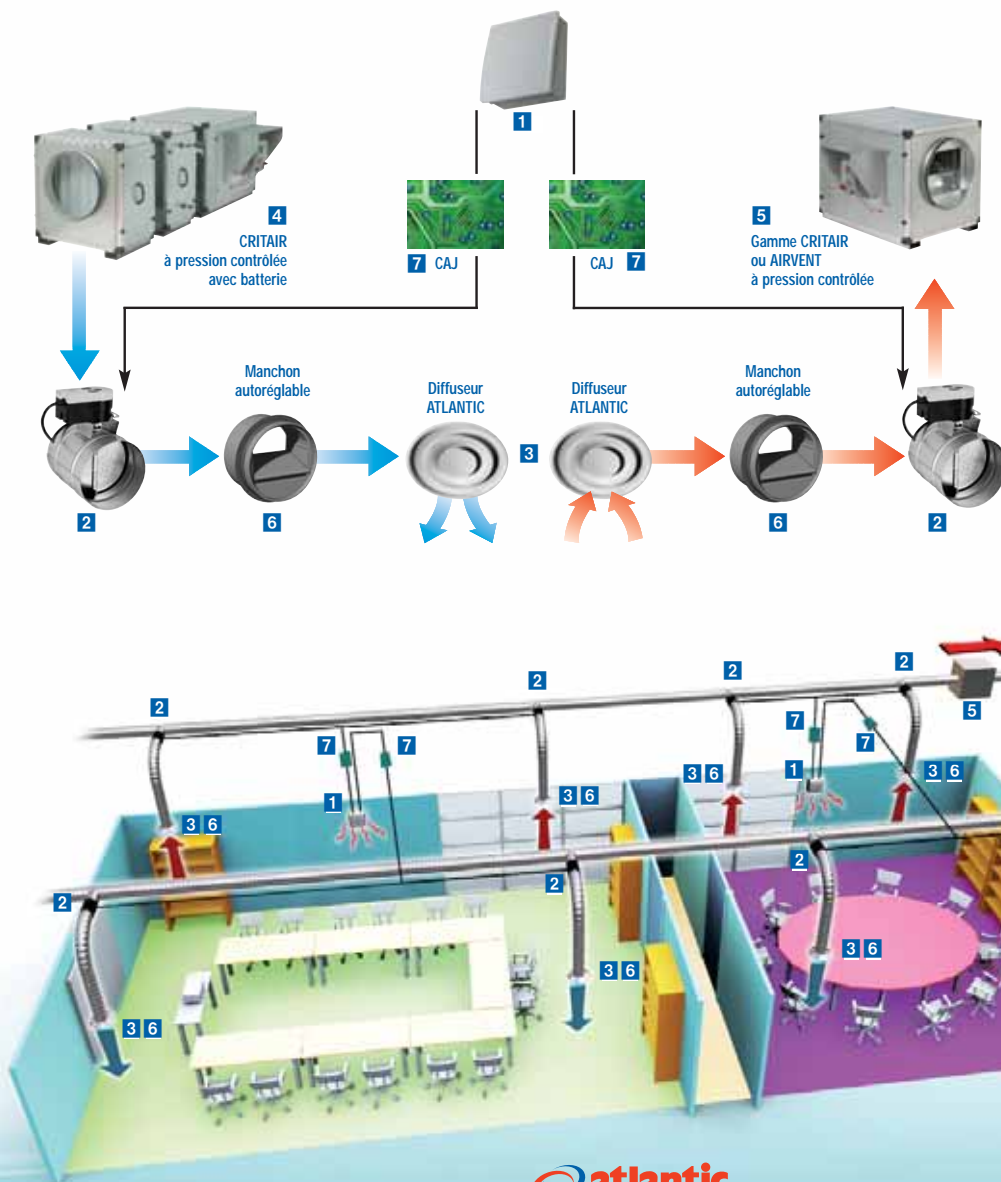 1
4
CRITAIR
à pression contrôlée
avec batterie
7 CAJ
CAJ 7
5
Gamme CRITAIR
ou AIRVENT
à pression contrôlée
Manchon
autoréglable
Diffuseur
ATLANTIC
Diffuseur
ATLANTIC
Manchon
autoréglable
3
2
6
6
2
2
2
2
2
5
7
7
7
7
1
1
3 6
3 6
3 6
3 6
2
2
2
3 6
3 6
3 6
atlantic